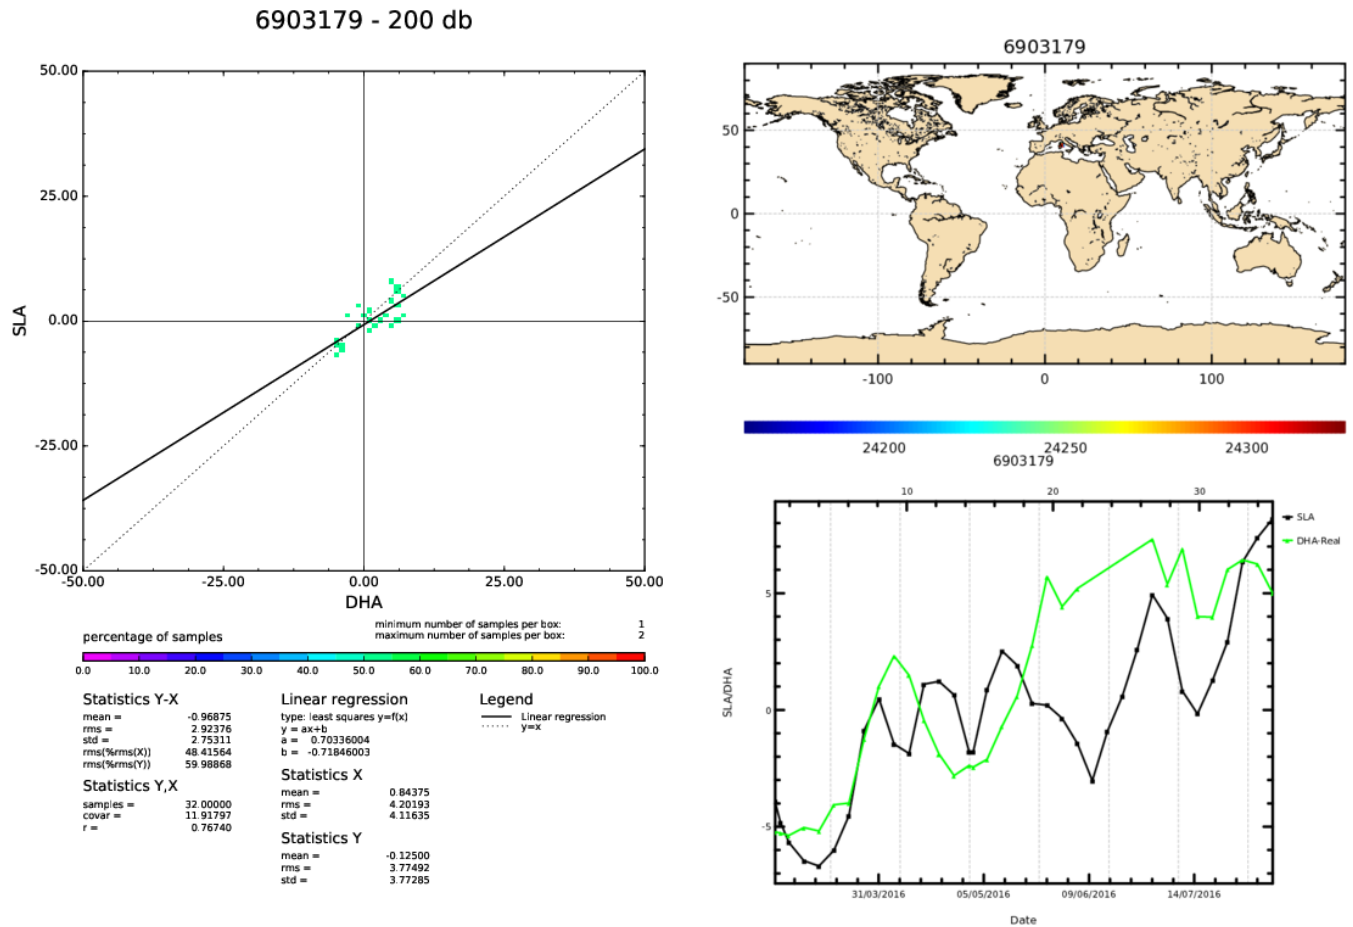 6903179 - 200 db
50.00
25.00
0.00
-25.00
-50.00
SLA
-50.00 -25.00 0.00 25.00 50.00
DHA
percentage of samples
minimum number of samples per box: 1
maximum number of samples per box: 2
0.0 10.0 20.0 30.0 40.0 50.0 60.0 70.0 80.0 90.0 100.0
Statistics Y-X
mean = -0.96875
rms = 2.92376
std = 2.75311
rms(%rms(X)) 48.41564
rms(%rms(Y)) 59.98868
Statistics Y,X
samples = 32.00000
covar = 11.91797
r = 0.76740
Linear regression
type: least squares y=f(x)
y = ax+b
a = 0.70336004
b = -0.71846003
Statistics X
mean = 0.84375
rms = 4.20193
std = 4.11635
Statistics Y
mean = -0.12500
rms = 3.77492
std = 3.77285
Legend
Linear regression
y=x
6903179
50
0
-50
-100 0 100
24200 24250 24300
6903179
10 20 30
SLA
DHA-Real
5
0
-5
SLA/DHA
31/03/2016 05/05/2016 09/06/2016 14/07/2016
Date